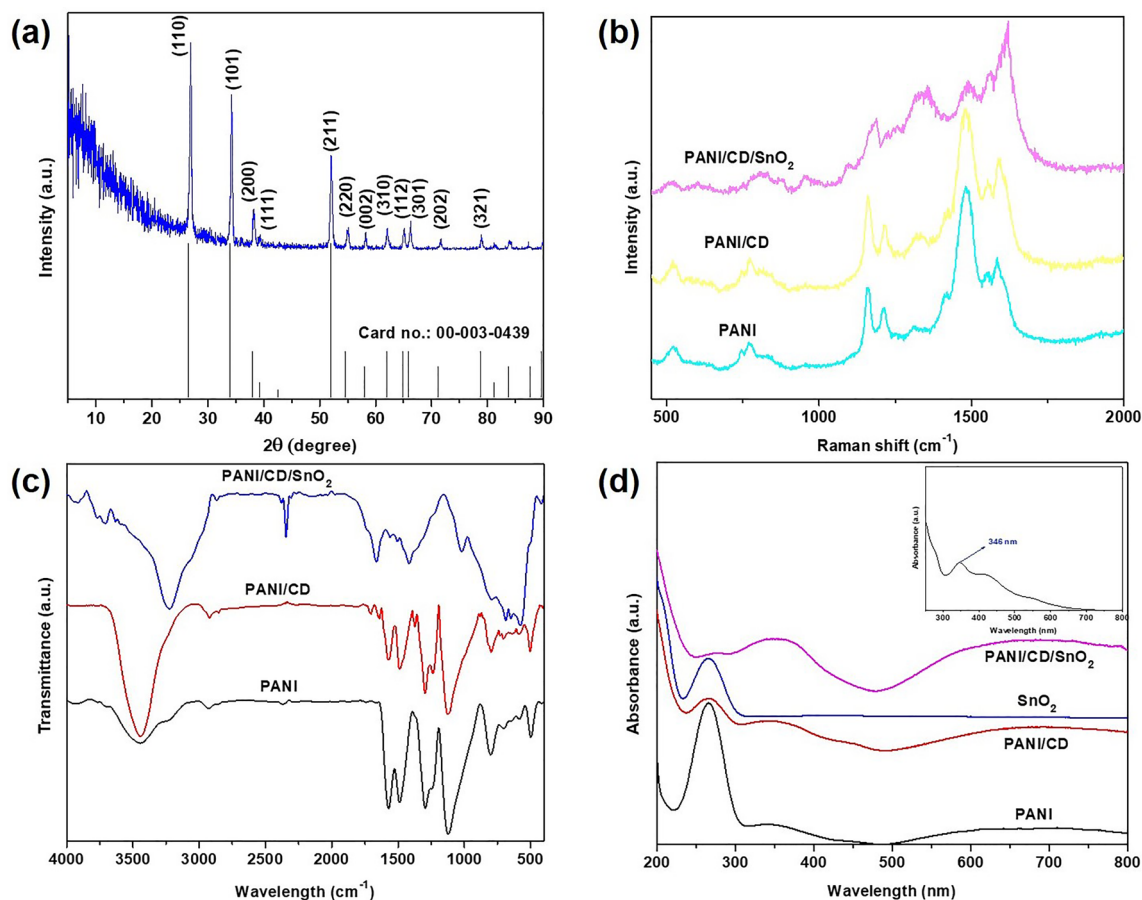 (a)
(110)
(101)
(200)
(111)
(211)
(220)
(002)
(310)
(112)
(301)
(202)
(321)
Card no.: 00-003-0439
Intensity (a.u.)
10 20 30 40 50 60 70 80 90
2θ (degree)
(b)
PANI/CD/SnO₂
PANI/CD
PANI
Intensity (a.u.)
500 1000 1500 2000
Raman shift (cm⁻¹)
(c)
PANI/CD/SnO₂
PANI/CD
PANI
Transmittance (a.u.)
4000 3500 3000 2500 2000 1500 1000 500
Wavelength (cm⁻¹)
(d)
Absorbance (a.u.)
346 nm
300 400 500 600 700 800
Wavelength (nm)
PANI/CD/SnO₂
SnO₂
PANI/CD
PANI
Absorbance (a.u.)
200 300 400 500 600 700 800
Wavelength (nm)